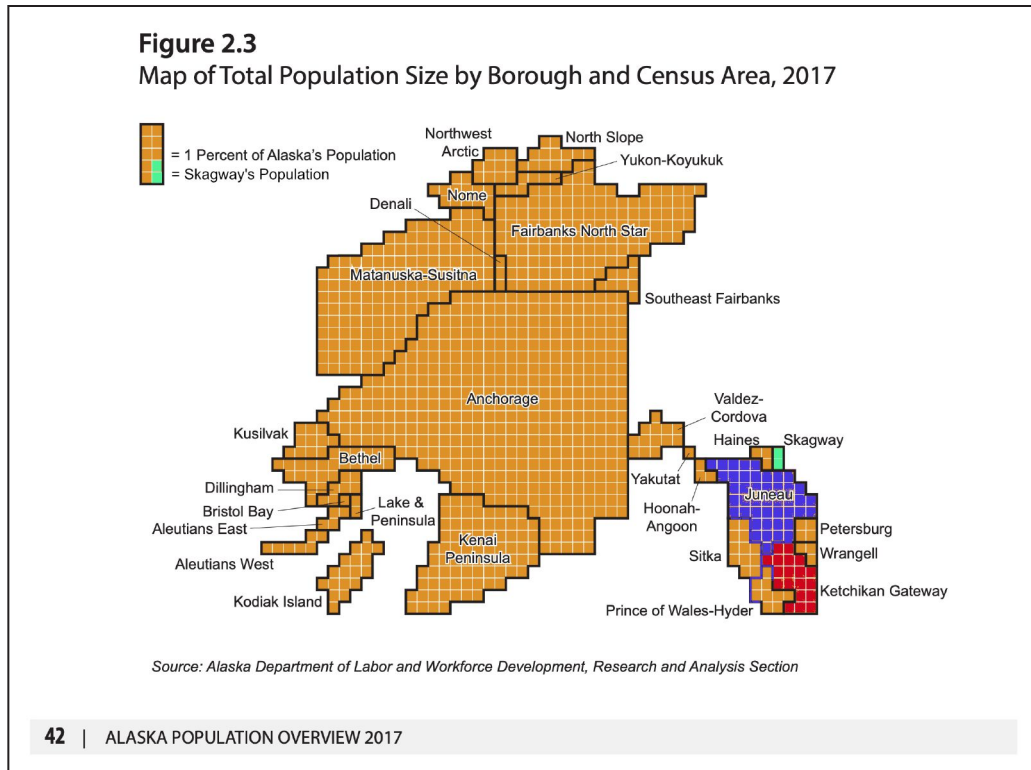 Figure 2.3
Map of Total Population Size by Borough and Census Area, 2017
= 1 Percent of Alaska's Population
= Skagway's Population
Northwest
Arctic
North Slope
Yukon-Koyukuk
Nome
Denali
Fairbanks North Star
Matanuska-Susitna
Southeast Fairbanks
Anchorage
Valdez-
Cordova
Kusilvak
Haines
Skagway
Bethel
Yakutat
Dillingham
Juneau
Bristol Bay
Lake &
Peninsula
Hoonah-
Angoon
Aleutians East
Petersburg
Kenai
Peninsula
Sitka
Wrangell
Aleutians West
Ketchikan Gateway
Kodiak Island
Prince of Wales-Hyder
Source: Alaska Department of Labor and Workforce Development, Research and Analysis Section
42 | ALASKA POPULATION OVERVIEW 2017